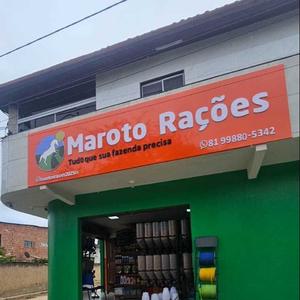 Maroto Rações
Tudo que sua fazenda precisa
81 99880-5342